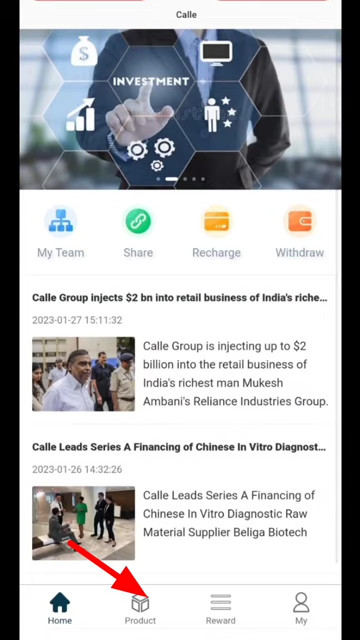 Calle
INVESTMENT
My Team
Share
Recharge
Withdraw
Calle Group injects $2 bn into retail business of India's riche...
2023-01-27 15:11:32
Calle Group is injecting up to $2
billion into the retail business of
India's richest man Mukesh
Ambani's Reliance Industries Group.
Calle Leads Series A Financing of Chinese In Vitro Diagnost...
2023-01-26 14:32:26
Calle Leads Series A Financing of
Chinese In Vitro Diagnostic Raw
Material Supplier Beliga Biotech
Home
Product
Reward
My